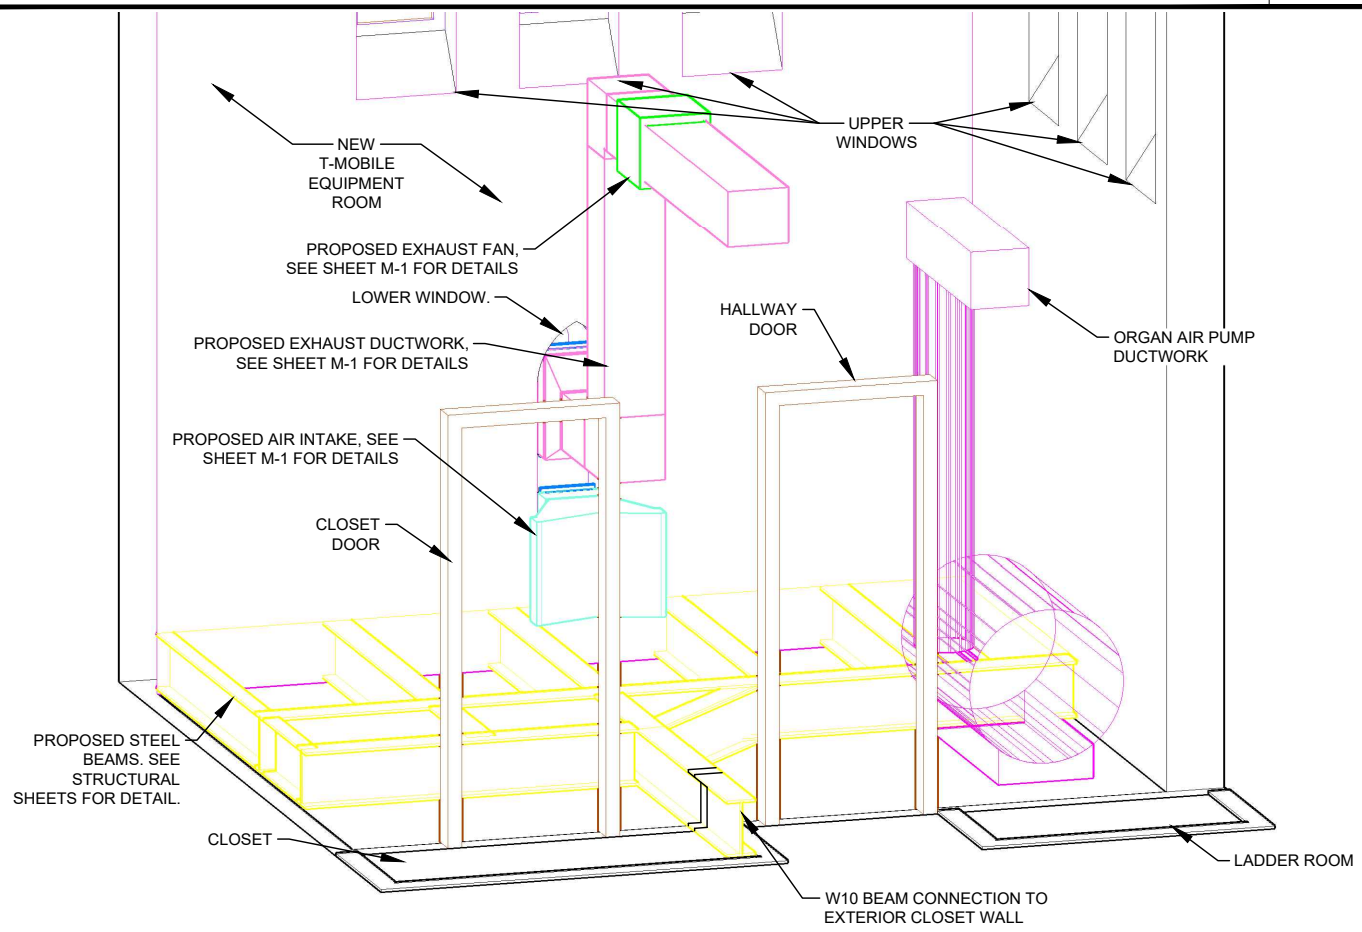 UPPER
WINDOWS
NEW
T-MOBILE
EQUIPMENT
ROOM
PROPOSED EXHAUST FAN,
SEE SHEET M-1 FOR DETAILS
LOWER WINDOW.
HALLWAY
DOOR
PROPOSED EXHAUST DUCTWORK,
SEE SHEET M-1 FOR DETAILS
ORGAN AIR PUMP
DUCTWORK
PROPOSED AIR INTAKE, SEE
SHEET M-1 FOR DETAILS
CLOSET
DOOR
PROPOSED STEEL
BEAMS. SEE
STRUCTURAL
SHEETS FOR DETAIL.
CLOSET
LADDER ROOM
W10 BEAM CONNECTION TO
EXTERIOR CLOSET WALL